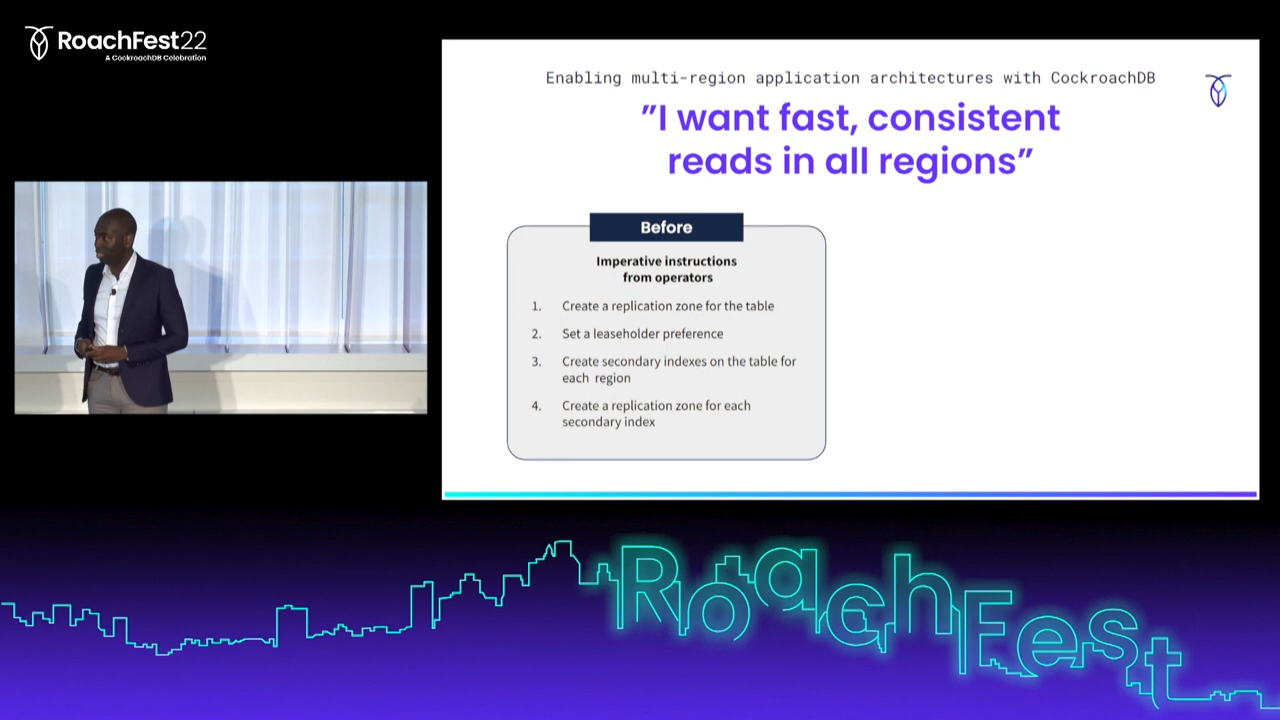 RoachFest22
A CockroachDB Celebration
Enabling multi-region application architectures with CockroachDB
”I want fast, consistent
reads in all regions”
Before
Imperative instructions
from operators
1. Create a replication zone for the table
2. Set a leaseholder preference
3. Create secondary indexes on the table for
each region
4. Create a replication zone for each
secondary index
RoachFest